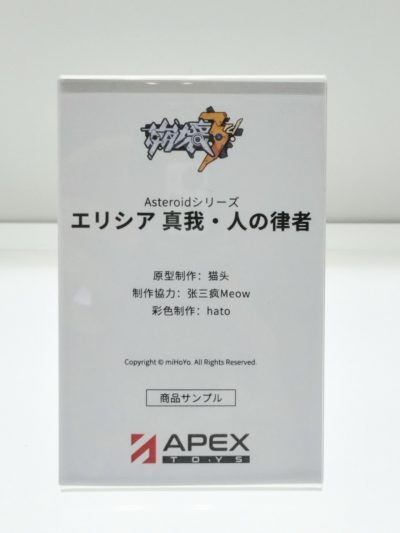 崩壊3rd
Asteroidシリーズ
エリシア 真我・人の律者
原型制作：猫头
制作協力：张三疯Meow
彩色制作：hato
Copyright © miHoYo. All Rights Reserved.
商品サンプル
APEX
TOYS